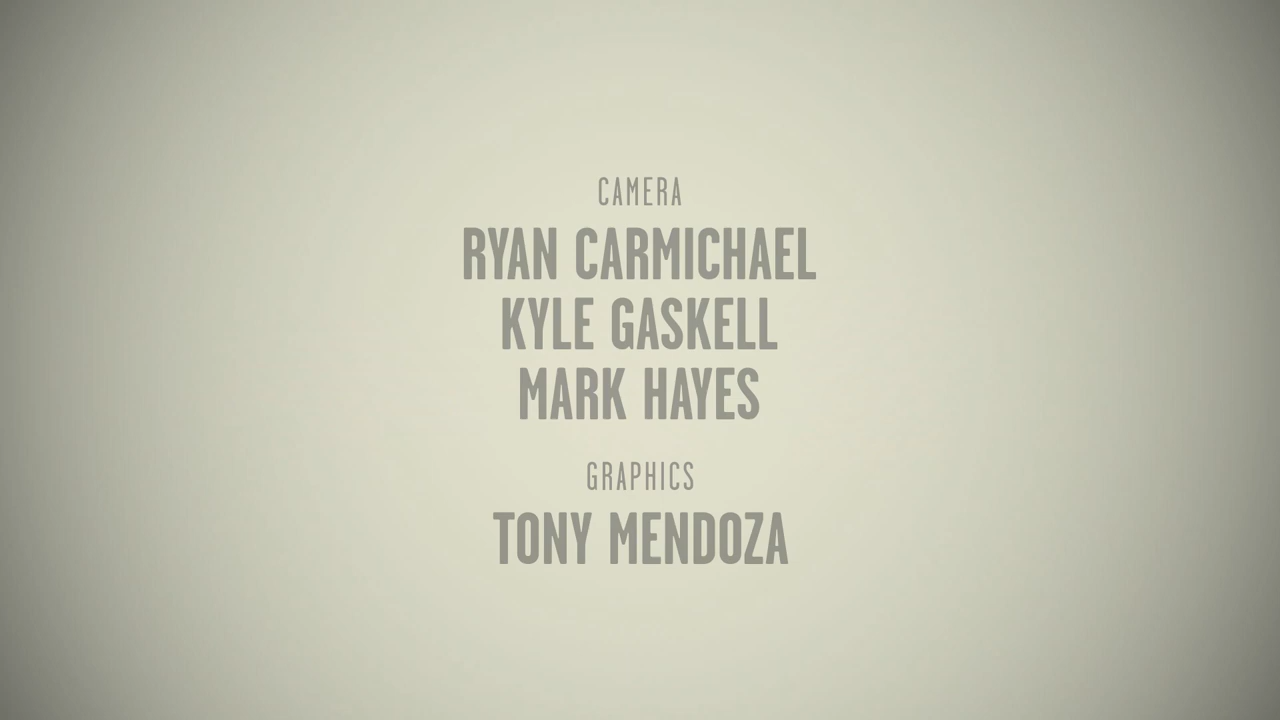 CAMERA
RYAN CARMICHAEL
KYLE GASKELL
MARK HAYES
GRAPHICS
TONY MENDOZA